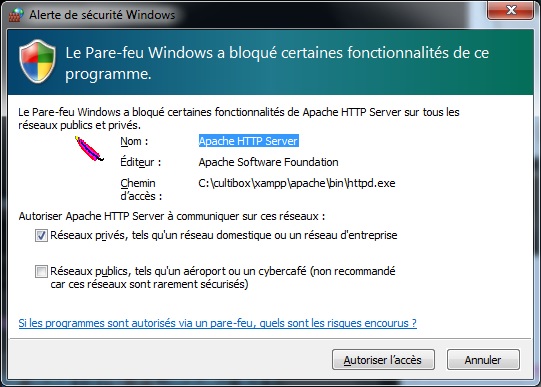 Alerte de sécurité Windows
Le Pare-feu Windows a bloqué certaines fonctionnalités de ce
programme.
Le Pare-feu Windows a bloqué certaines fonctionnalités de Apache HTTP Server sur tous les
réseaux publics et privés.
Nom : Apache HTTP Server
Éditeur : Apache Software Foundation
Chemin C:\cultibox\xampp\apache\bin\httpd.exe
d'accès :
Autoriser Apache HTTP Server à communiquer sur ces réseaux :
Réseaux privés, tels qu'un réseau domestique ou un réseau d'entreprise
Réseaux publics, tels qu'un aéroport ou un cybercafé (non recommandé
car ces réseaux sont rarement sécurisés)
Si les programmes sont autorisés via un pare-feu, quels sont les risques encourus ?
Autoriser l'accès Annuler